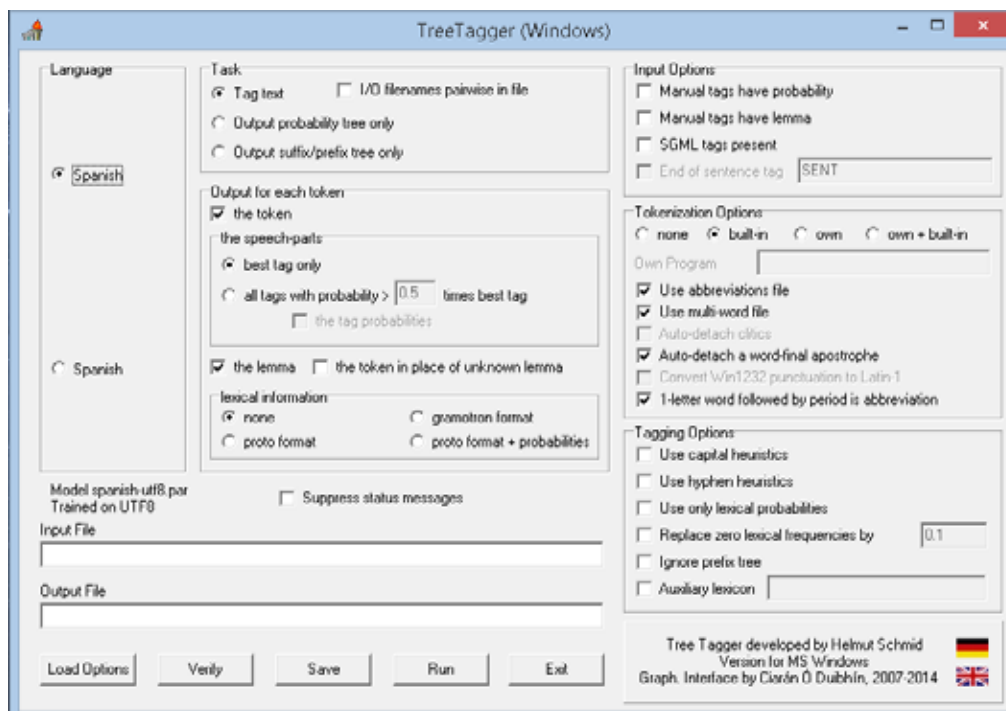 TreeTagger (Windows)
Language
Spanish
Spanish
Model spanish-utf8.par
Trained on UTF8
Task
Tag text
I/O filenames pairwise in file
Output probability tree only
Output suffix/prefix tree only
Output for each token
the token
the speech-parts
best tag only
all tags with probability > 0.5 times best tag
the tag probabilities
the lemma
the token in place of unknown lemma
lexical information
none
gramotron format
proto format
proto format + probabilities
Suppress status messages
Input File
Output File
Load Options
Verify
Save
Run
Exit
Input Options
Manual tags have probability
Manual tags have lemma
SGML tags present
End of sentence tag SENT
Tokenization Options
none built-in own own + built-in
Own Program
Use abbreviations file
Use multi-word file
Auto-detach clitics
Auto-detach a word-final apostrophe
Convert Win1232 punctuation to Latin-1
1-letter word followed by period is abbreviation
Tagging Options
Use capital heuristics
Use hyphen heuristics
Use only lexical probabilities
Replace zero lexical frequencies by 0.1
Ignore prefix tree
Auxiliary lexicon
Tree Tagger developed by Helmut Schmid
Version for MS Windows
Graph. Interface by Ciarán Ó Duibhín, 2007-2014